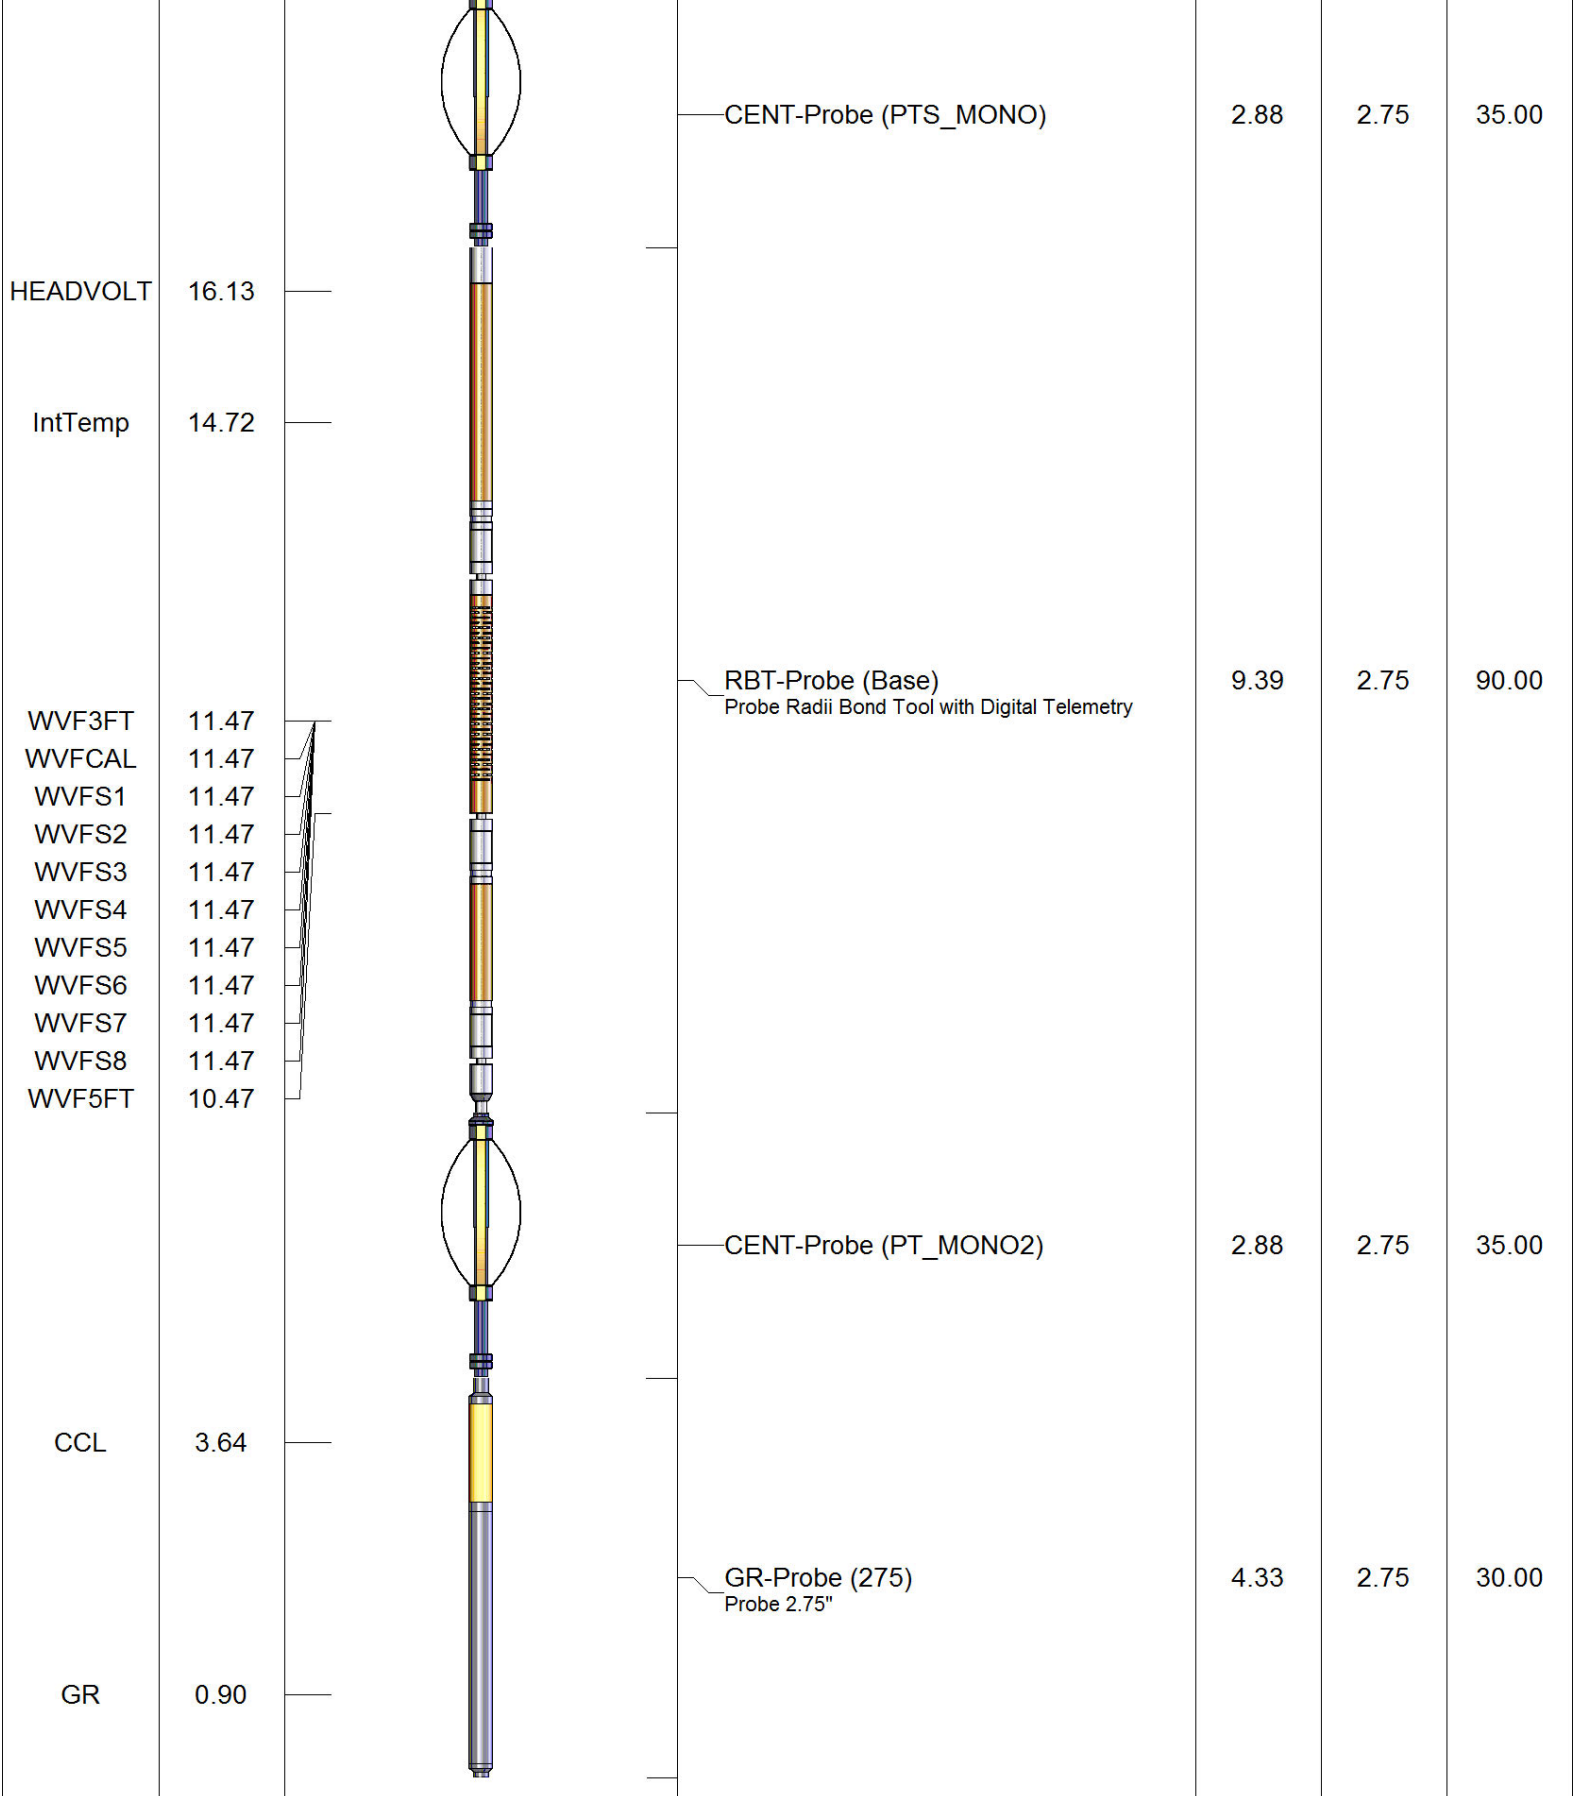 CENT-Probe (PTS_MONO) 2.88 2.75 35.00
HEADVOLT 16.13
IntTemp 14.72
RBT-Probe (Base) 9.39 2.75 90.00
Probe Radii Bond Tool with Digital Telemetry
WVF3FT 11.47
WVFCAL 11.47
WVFS1 11.47
WVFS2 11.47
WVFS3 11.47
WVFS4 11.47
WVFS5 11.47
WVFS6 11.47
WVFS7 11.47
WVFS8 11.47
WVF5FT 10.47
CENT-Probe (PT_MONO2) 2.88 2.75 35.00
CCL 3.64
GR-Probe (275) 4.33 2.75 30.00
Probe 2.75"
GR 0.90